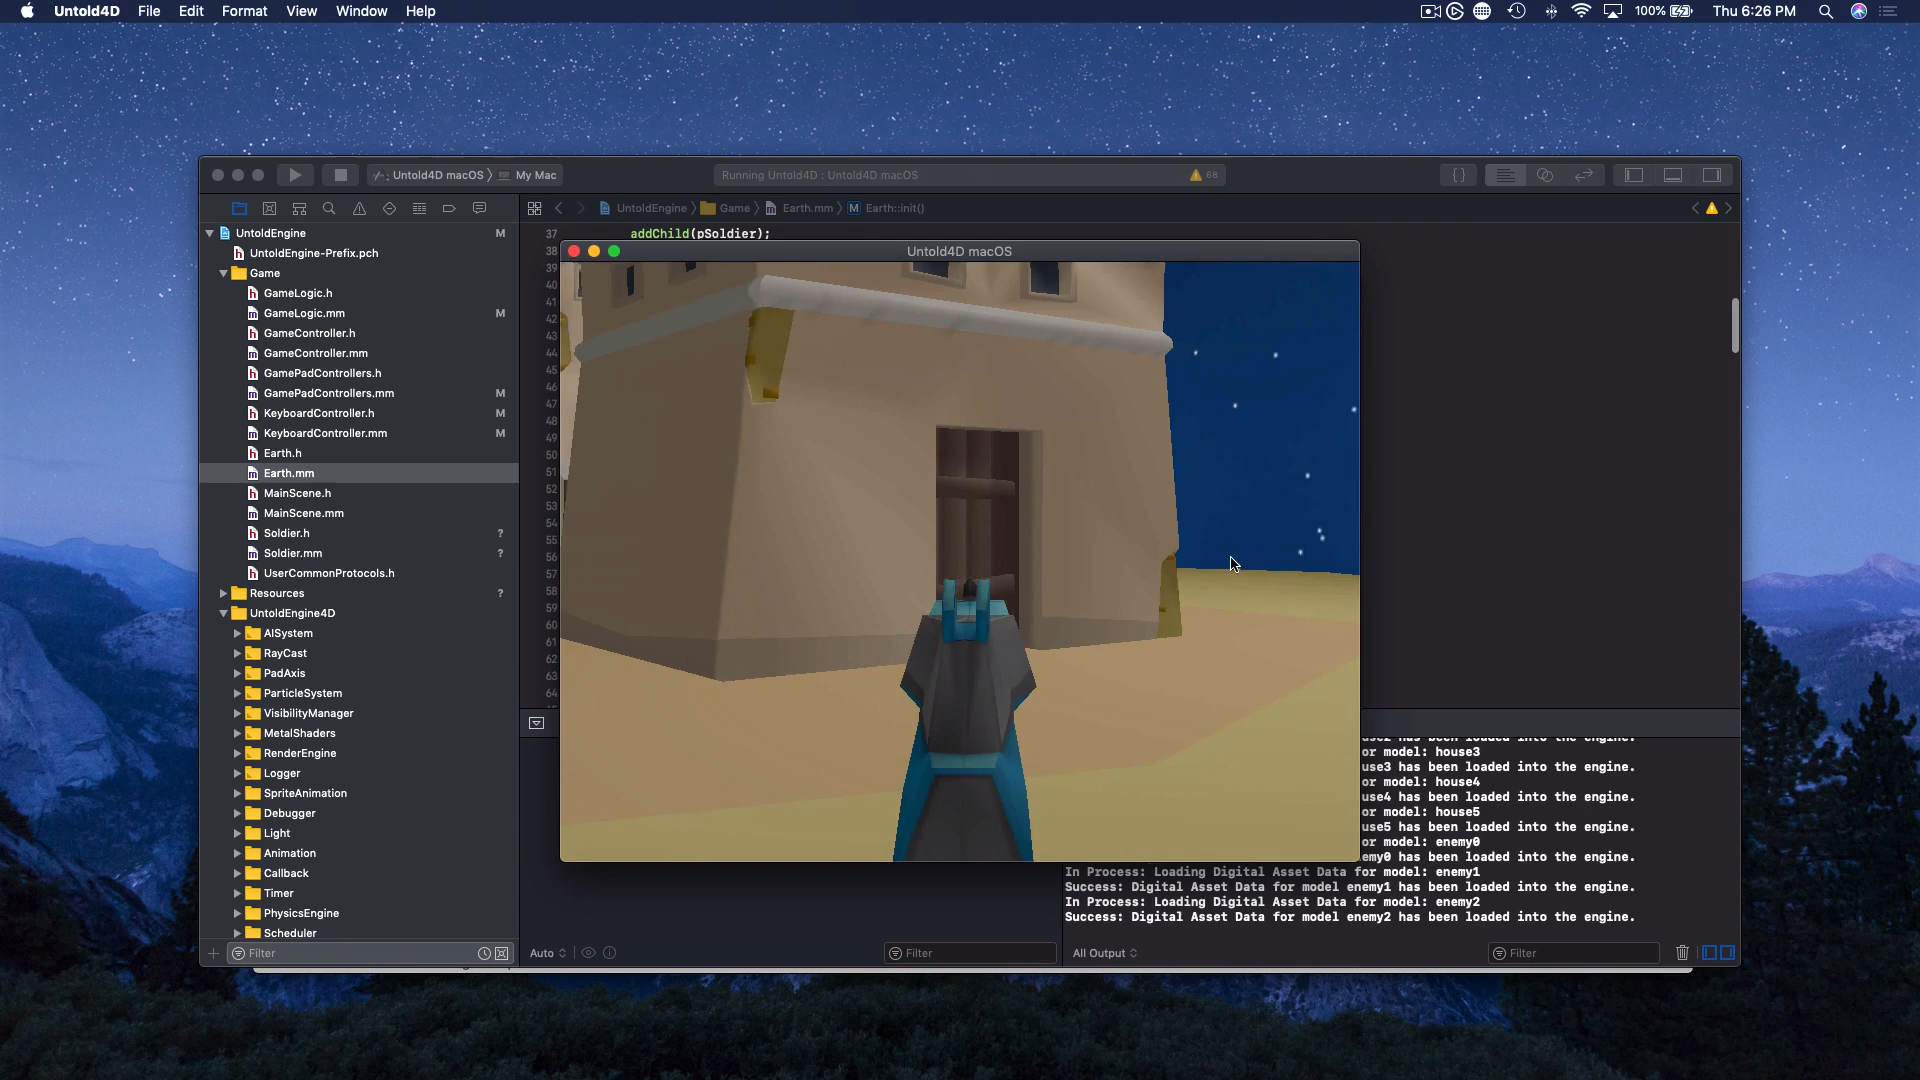 Untold4D File Edit Format View Window Help
100% Thu 6:26 PM
Untold4D macOS My Mac
Running Untold4D : Untold4D macOS
68
UntoldEngine Game Earth.mm M Earth::init()
UntoldEngine M
UntoldEngine-Prefix.pch
Game
GameLogic.h
GameLogic.mm M
GameController.h
GameController.mm
GamePadControllers.h
GamePadControllers.mm M
KeyboardController.h M
KeyboardController.mm M
Earth.h
Earth.mm
MainScene.h
MainScene.mm
Soldier.h ?
Soldier.mm ?
UserCommonProtocols.h
Resources ?
UntoldEngine4D
AISystem
RayCast
PadAxis
ParticleSystem
VisibilityManager
MetalShaders
RenderEngine
Logger
SpriteAnimation
Debugger
Light
Animation
Callback
Timer
PhysicsEngine
Scheduler
Filter
37 addChild(pSoldier);
38
39
40
41
42
43
44
45
46
47
48
49
50
51
52
53
54
55
56
57
58
59
60
61
62
63
64
Untold4D macOS
use2 has been loaded into the engine.
or model: house3
use3 has been loaded into the engine.
or model: house4
use4 has been loaded into the engine.
or model: house5
use5 has been loaded into the engine.
or model: enemy0
emy0 has been loaded into the engine.
In Process: Loading Digital Asset Data for model: enemy1
Success: Digital Asset Data for model enemy1 has been loaded into the engine.
In Process: Loading Digital Asset Data for model: enemy2
Success: Digital Asset Data for model enemy2 has been loaded into the engine.
Auto
Filter
All Output
Filter